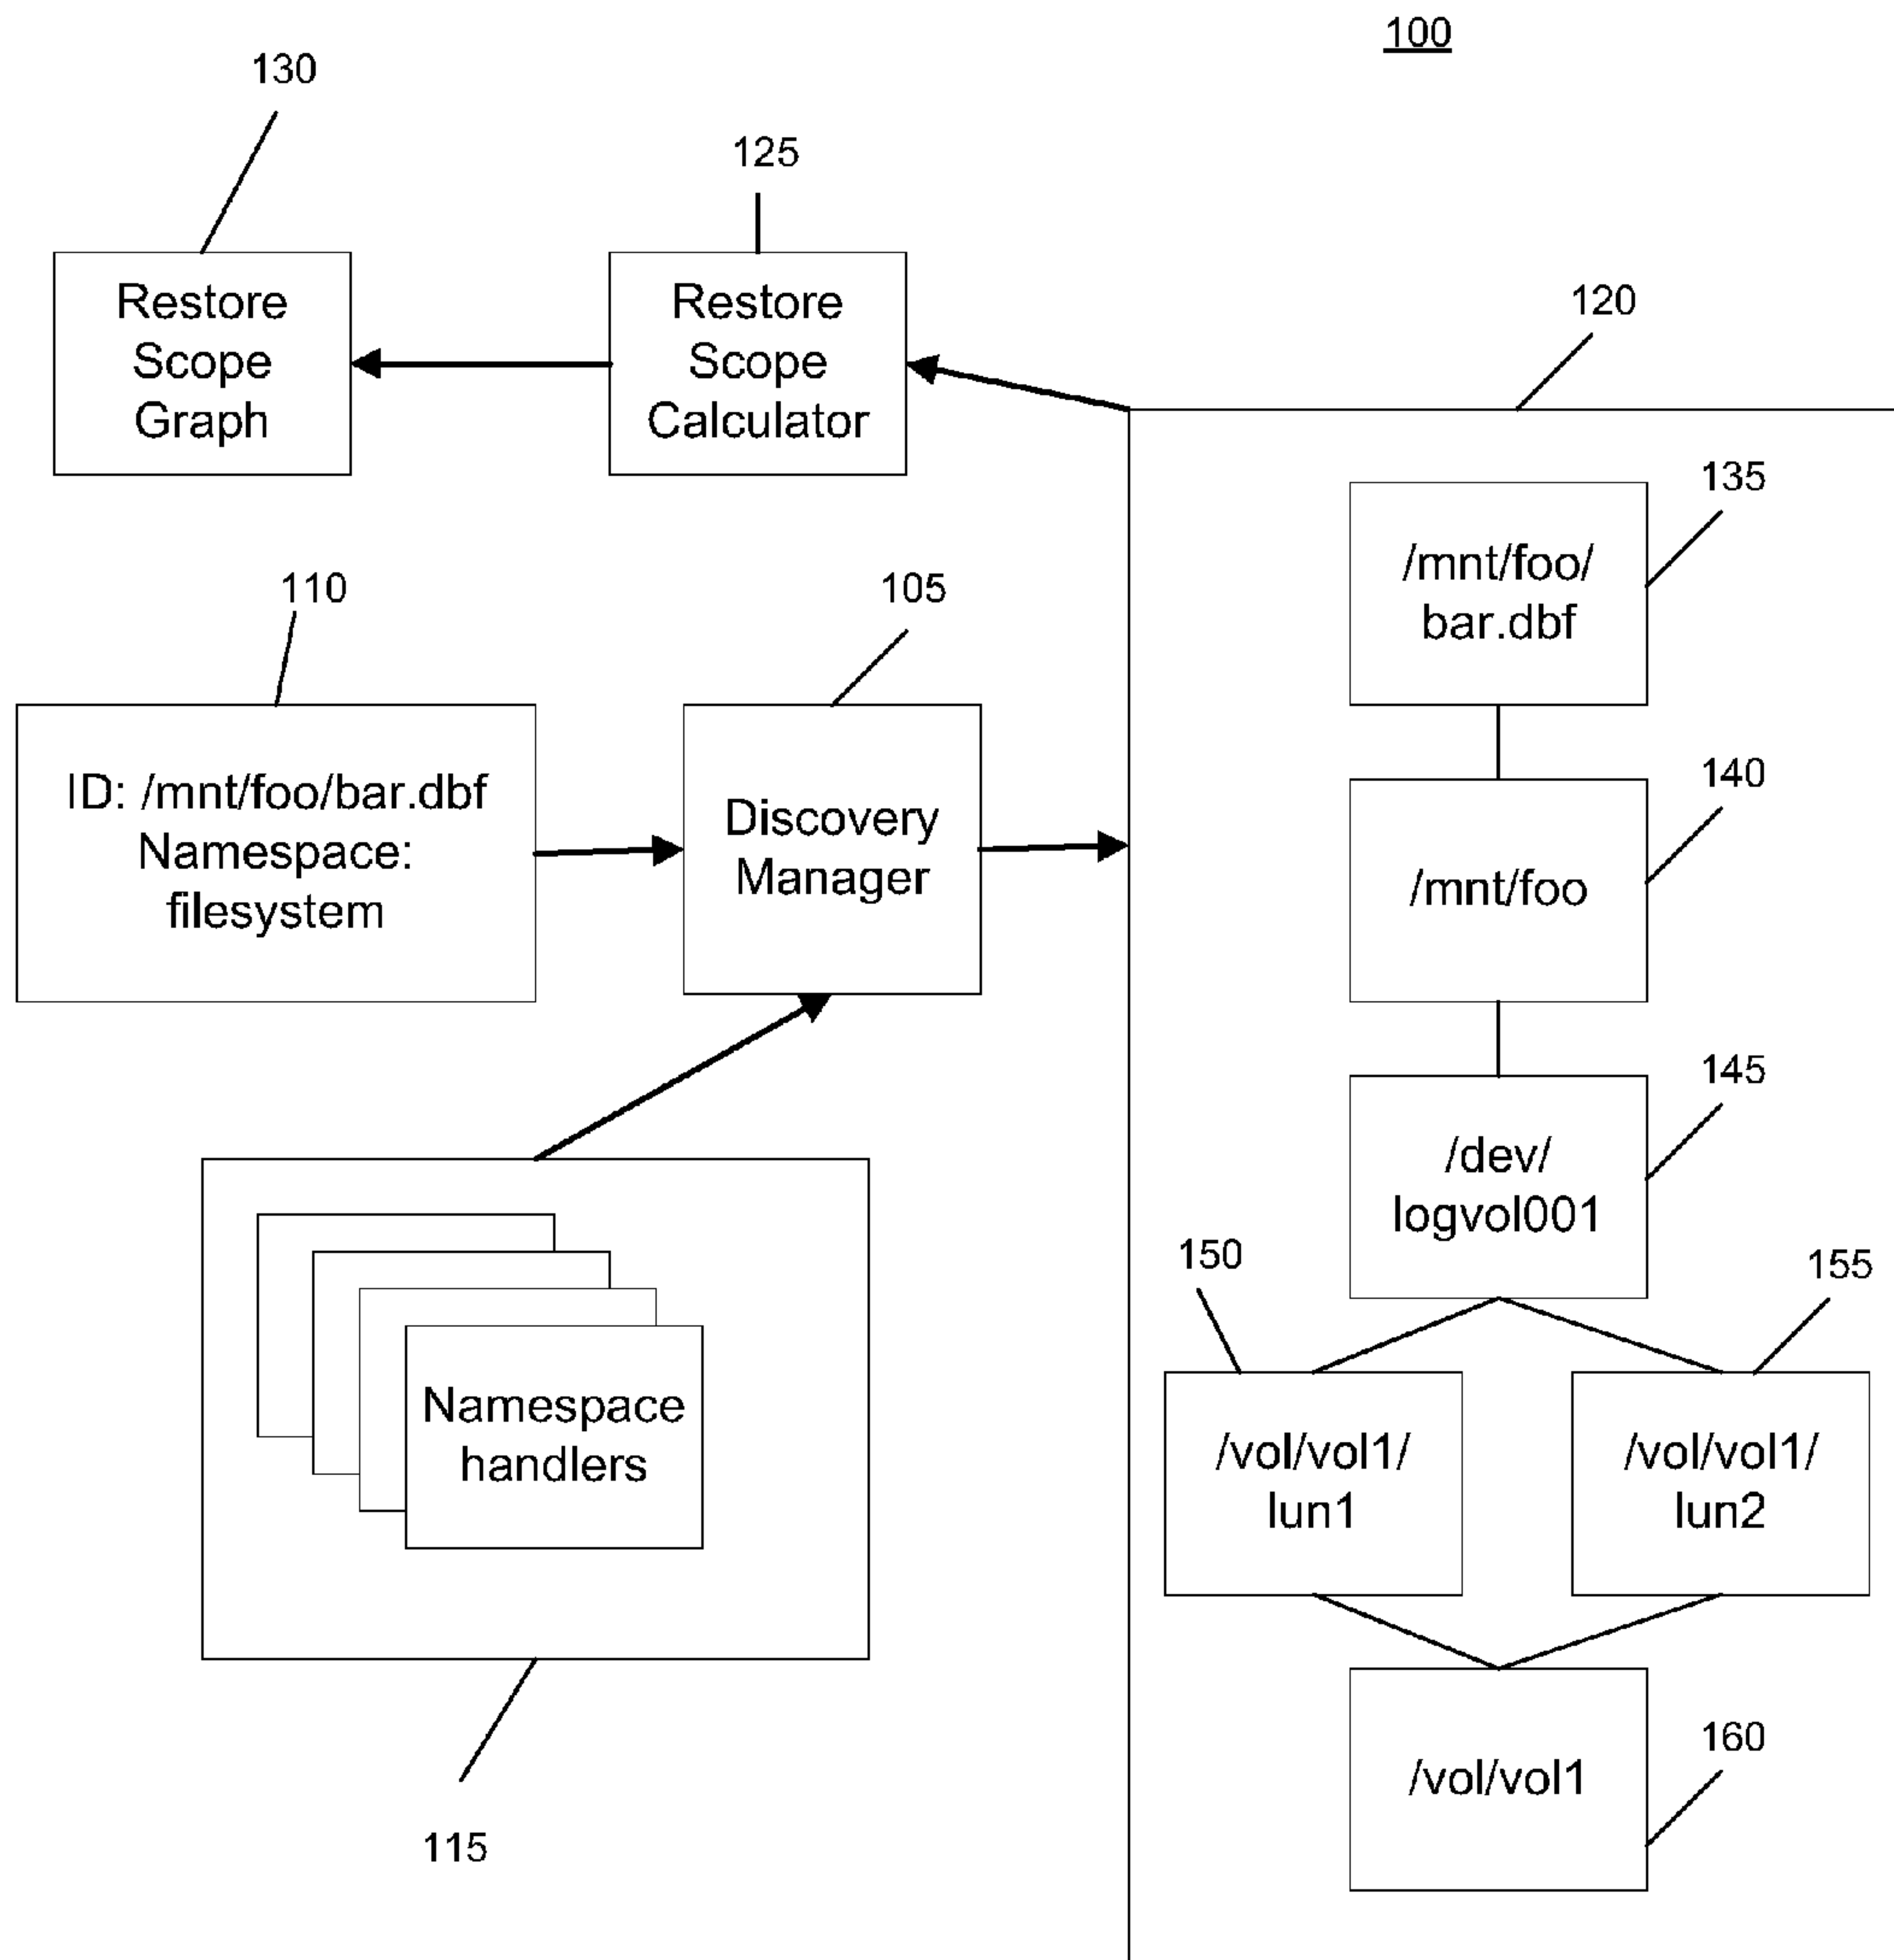 100
130
125
Restore
Scope
Graph
Restore
Scope
Calculator
120
135
/mnt/foo/
bar.dbf
110
105
ID: /mnt/foo/bar.dbf
Namespace:
filesystem
Discovery
Manager
140
/mnt/foo
145
/dev/
logvol001
150
155
Namespace
handlers
/vol/vol1/
lun1
/vol/vol1/
lun2
160
/vol/vol1
115